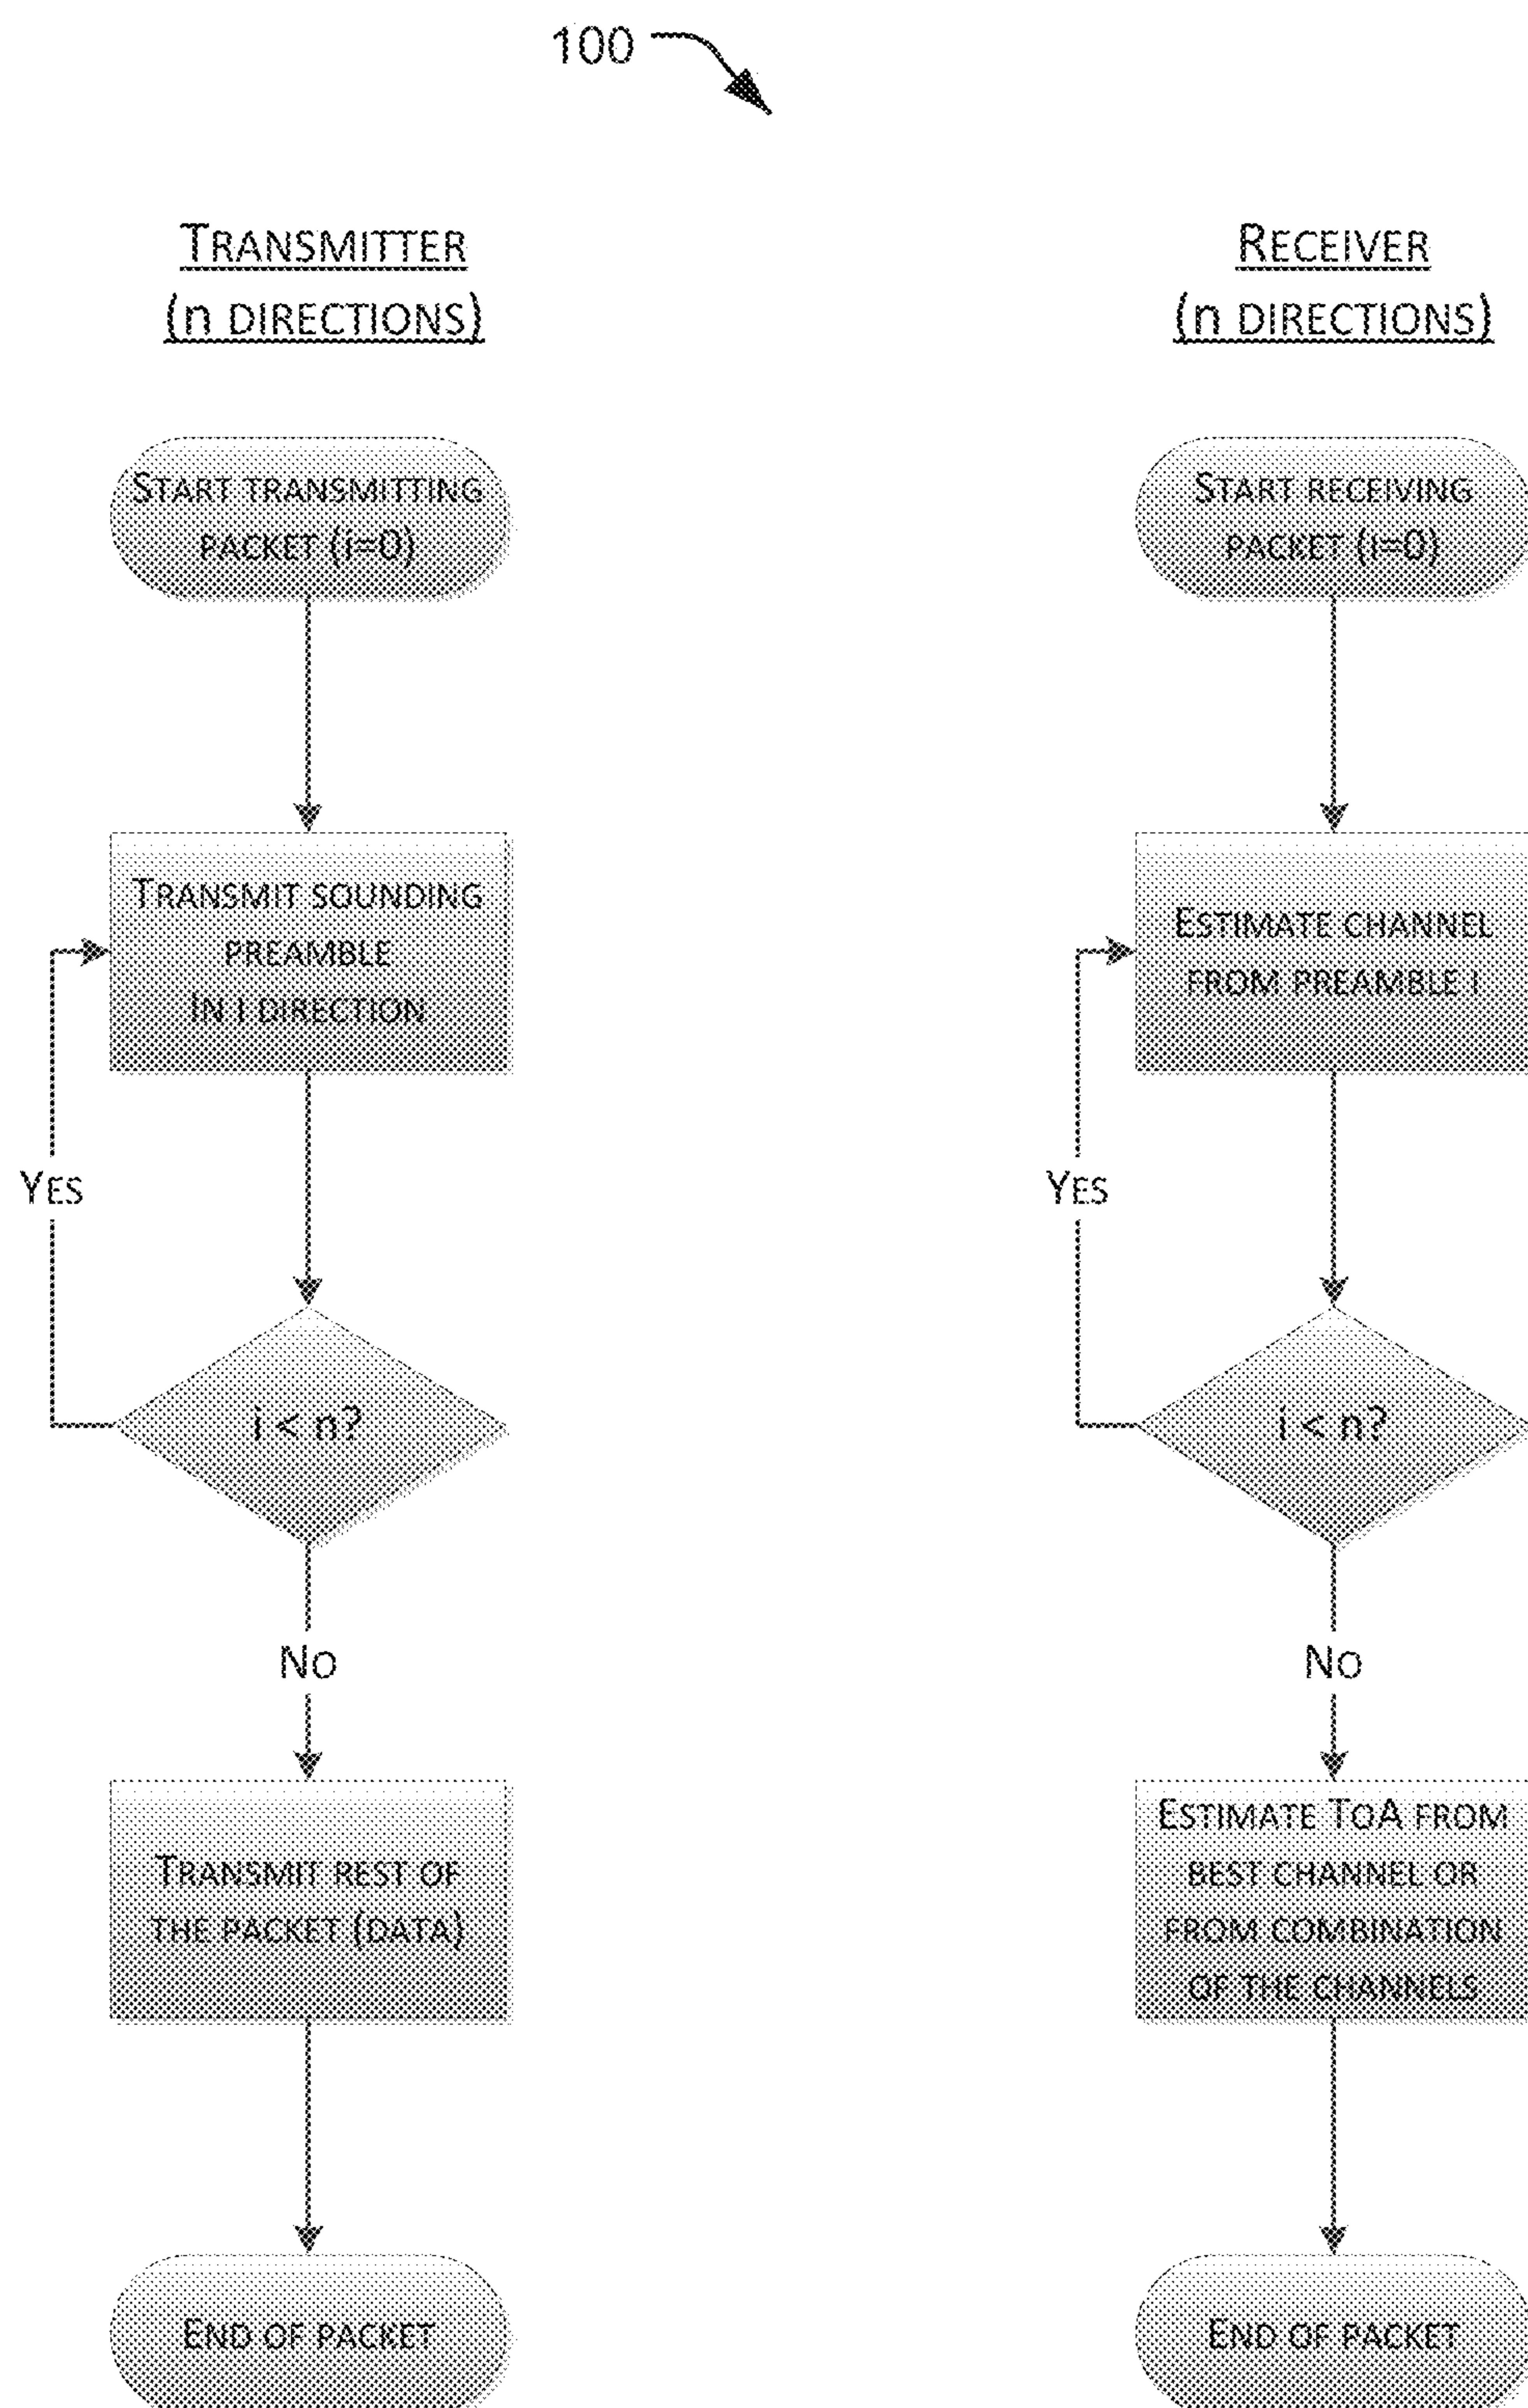 100
TRANSMITTER
(n DIRECTIONS)
START TRANSMITTING
PACKET (i=0)
TRANSMIT SOUNDING
PREAMBLE
IN I DIRECTION
YES
i < n?
NO
TRANSMIT REST OF
THE PACKET (DATA)
END OF PACKET
RECEIVER
(n DIRECTIONS)
START RECEIVING
PACKET (I=0)
ESTIMATE CHANNEL
FROM PREAMBLE I
YES
i < n?
NO
ESTIMATE TOA FROM
BEST CHANNEL OR
FROM COMBINATION
OF THE CHANNELS
END OF PACKET